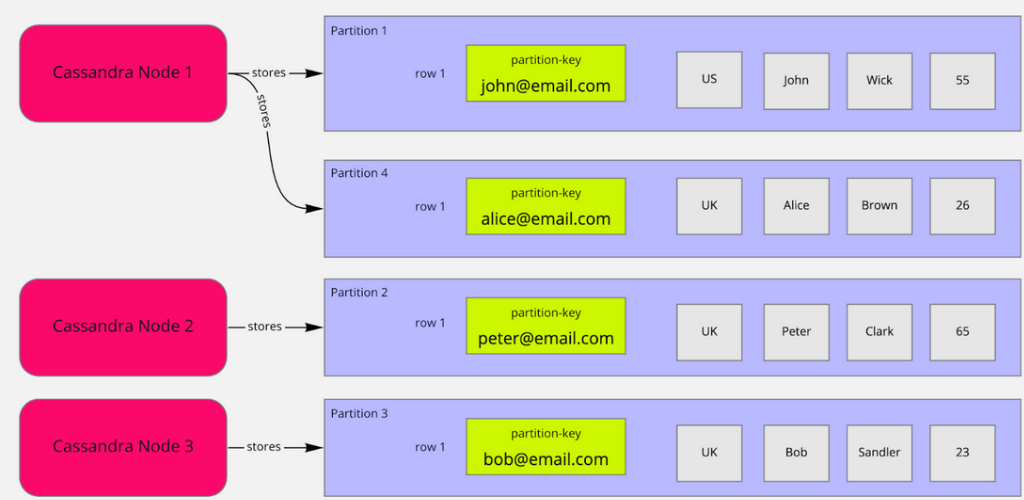 Cassandra Node 1
stores
stores
Partition 1
row 1
partition-key
john@email.com
US
John
Wick
55
Partition 4
row 1
partition-key
alice@email.com
UK
Alice
Brown
26
Cassandra Node 2
stores
Partition 2
row 1
partition-key
peter@email.com
UK
Peter
Clark
65
Cassandra Node 3
stores
Partition 3
row 1
partition-key
bob@email.com
UK
Bob
Sandler
23